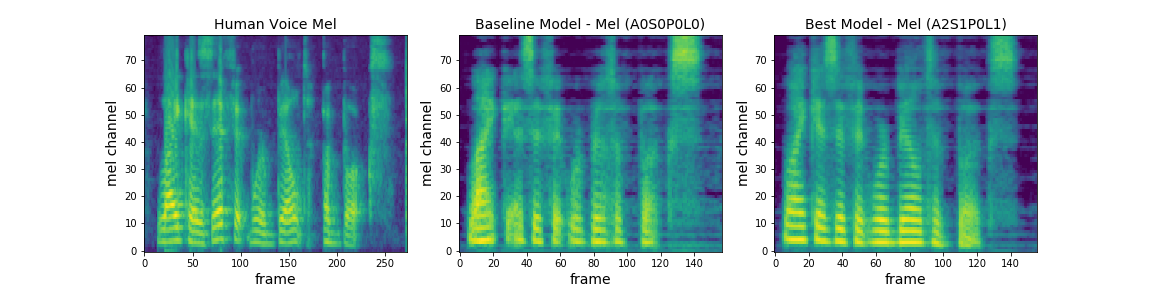 Human Voice Mel
mel channel
70
60
50
40
30
20
10
0
0 50 100 150 200 250
frame
Baseline Model - Mel (A0S0P0L0)
mel channel
70
60
50
40
30
20
10
0
0 40 80 60 100 120 140
frame
Best Model - Mel (A2S1P0L1)
mel channel
70
60
50
40
30
20
10
0
0 20 40 60 80 100 120 140
frame